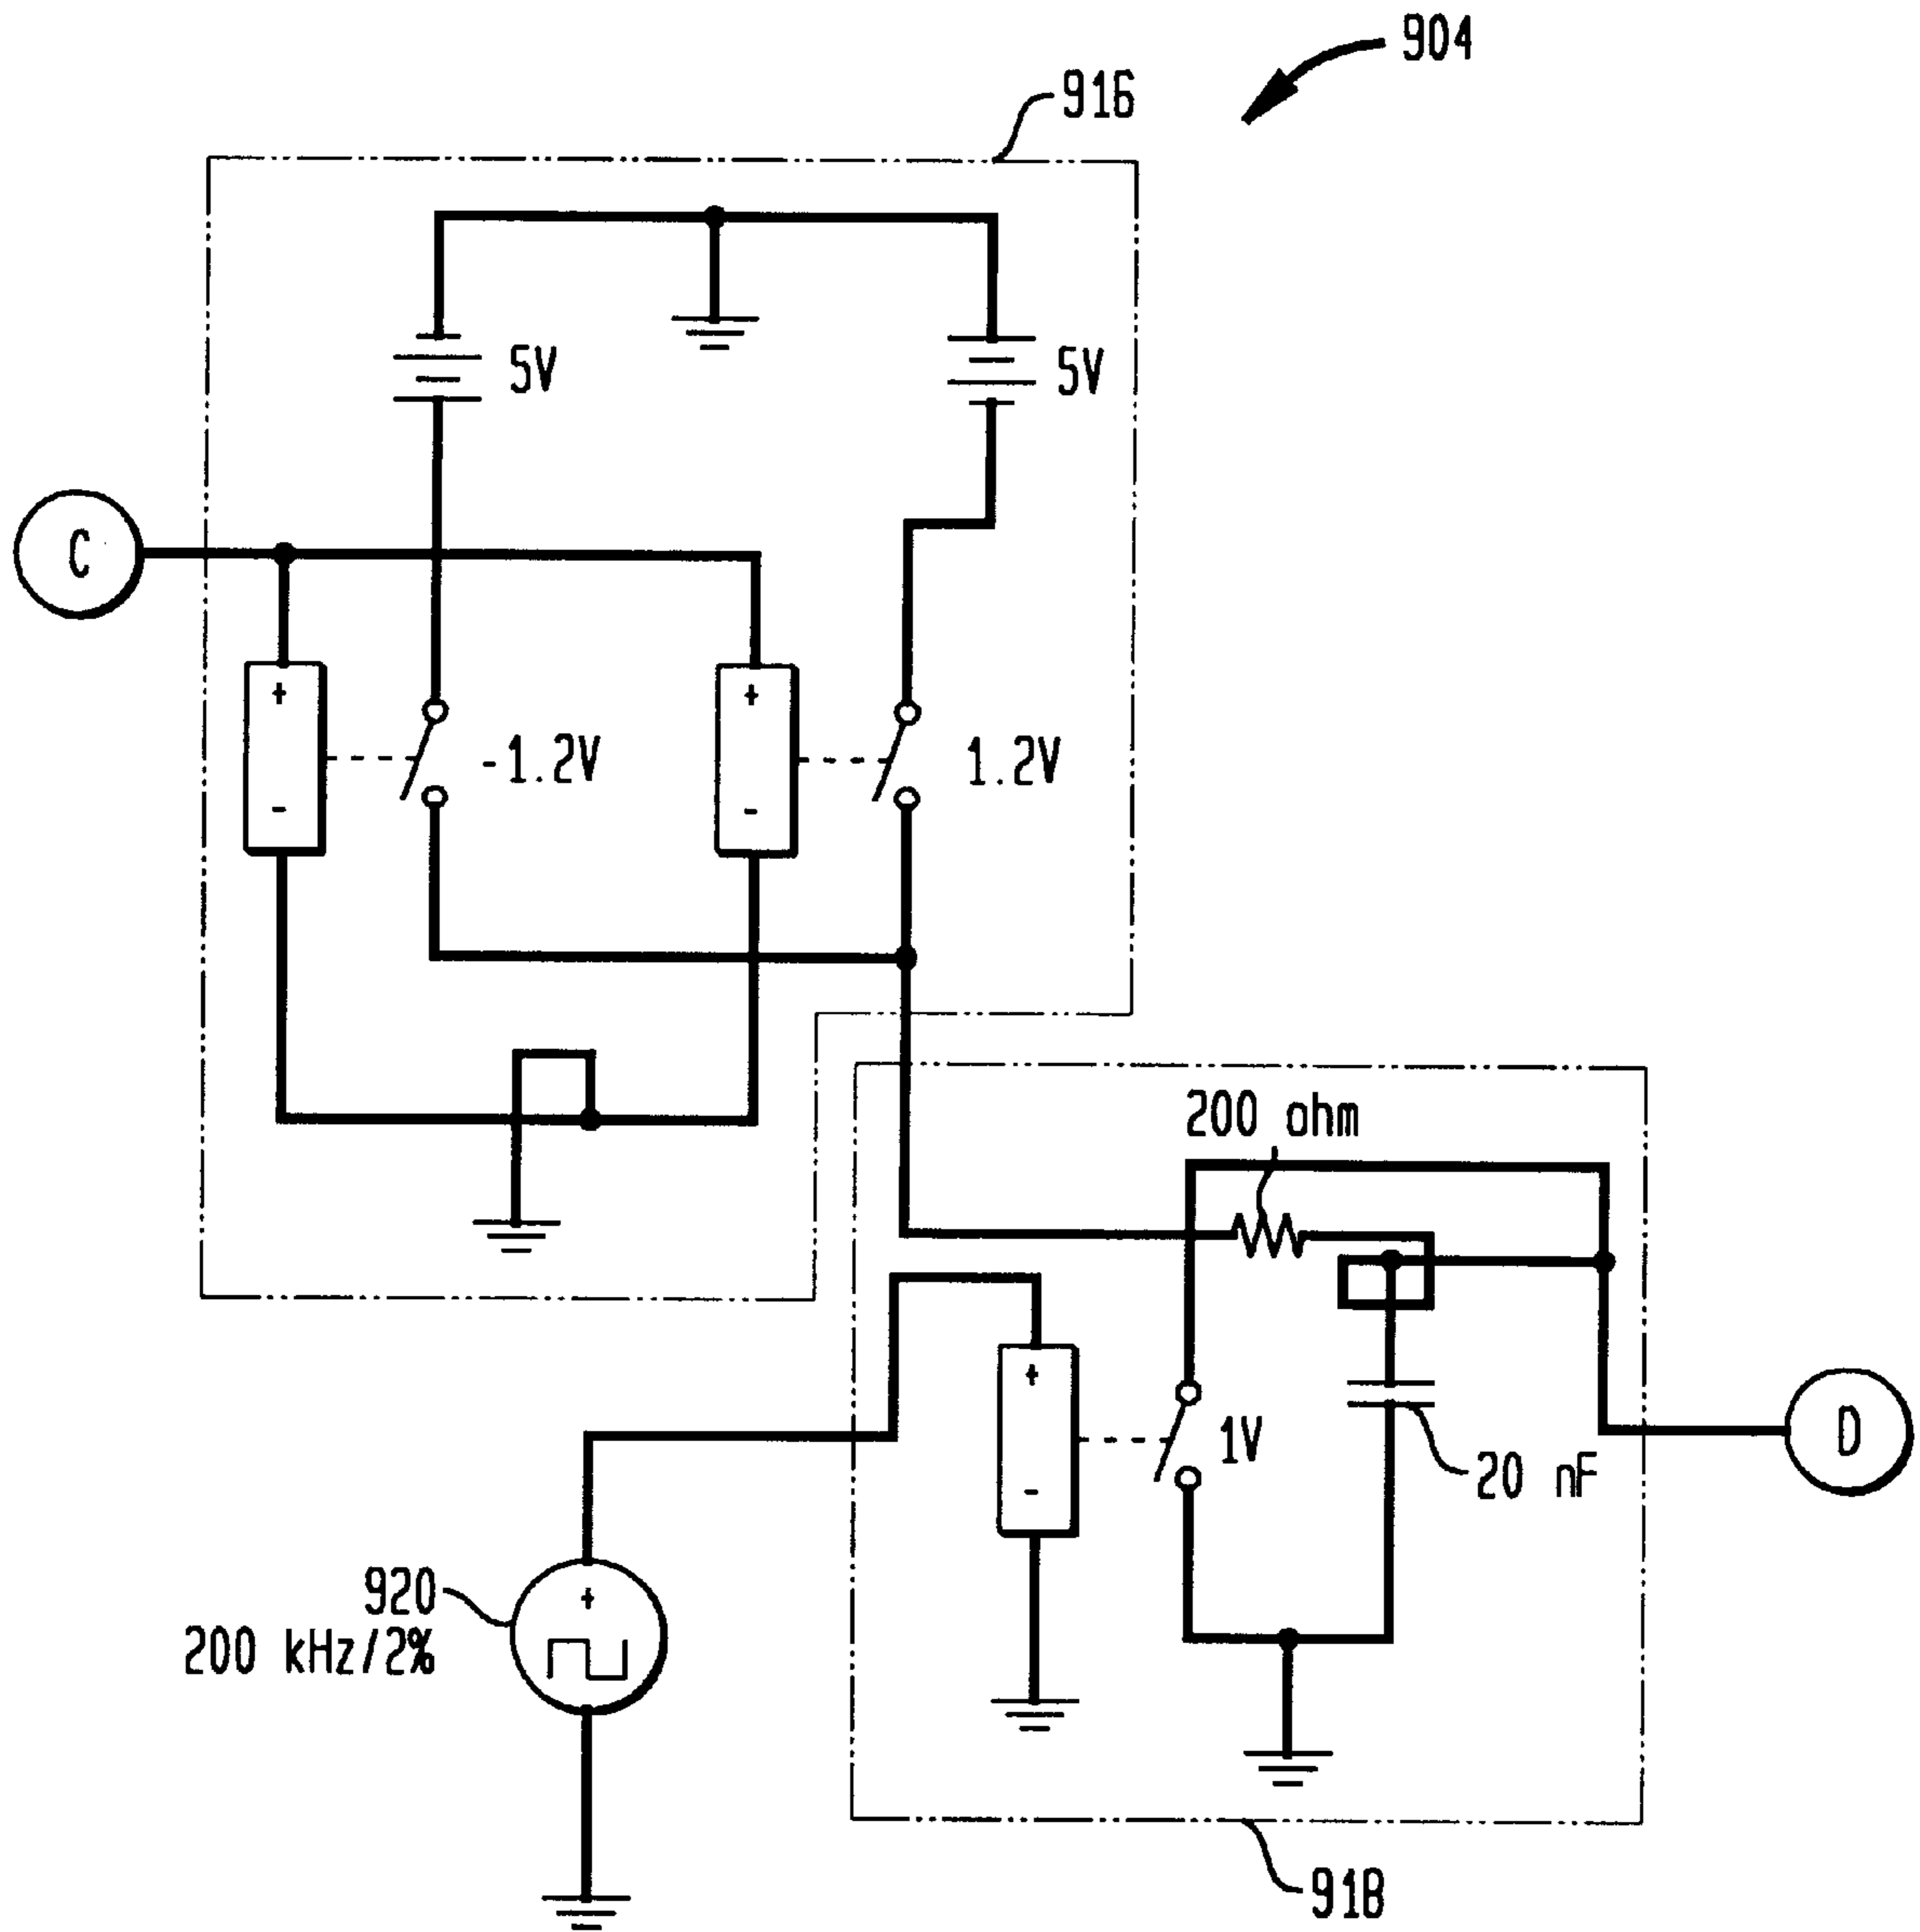 904
916
5V
5V
C
+
+
-1.2V
1.2V
-
-
200 ohm
+
1V
D
-
20 nF
920
+
200 kHz/2%
918